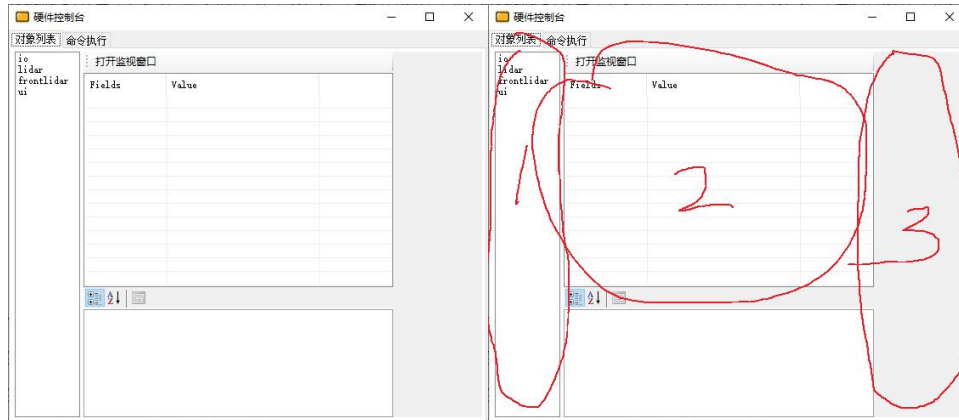 硬件控制台
对象列表 命令执行
io
lidar
frontlidar
ui
打开监视窗口
Fields Value
硬件控制台
对象列表 命令执行
io
lidar
frontlidar
ui
打开监视窗口
Fields Value
1
2
3